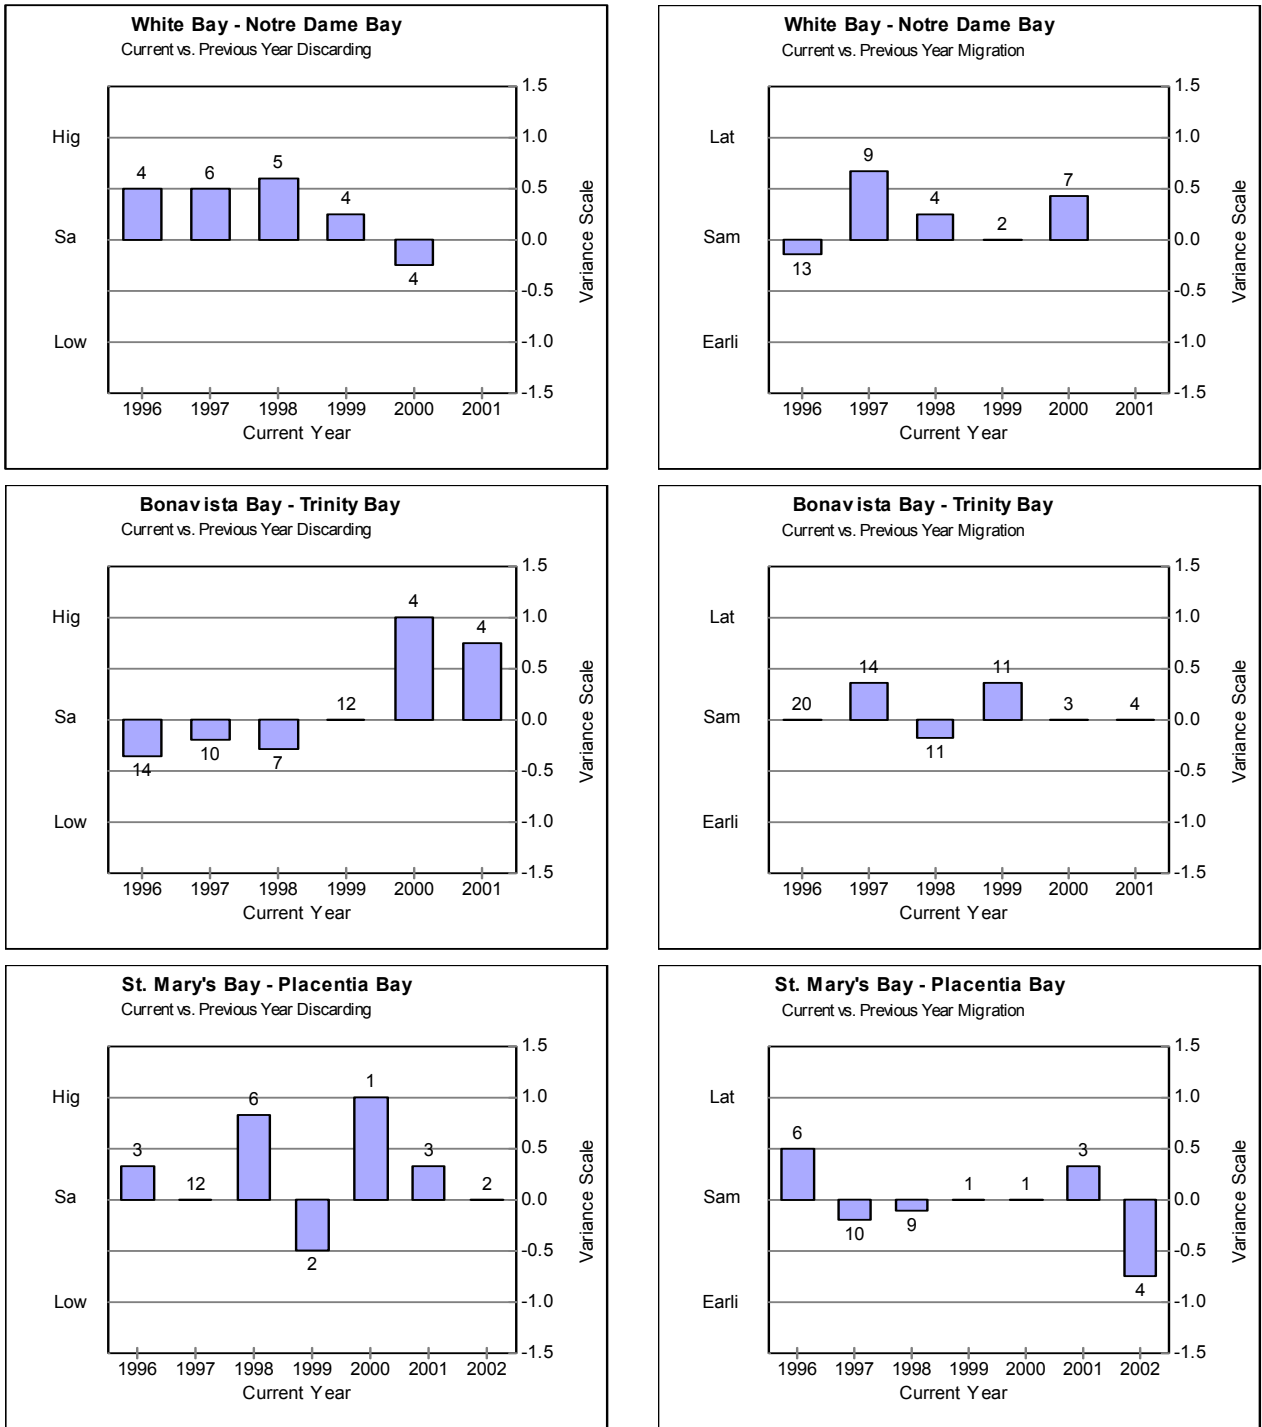 White Bay - Notre Dame Bay
Current vs. Previous Year Discarding
1.5
Hig 1.0
4 6 5 4 0.5
Sa 0.0
4
-0.5
Low -1.0
-1.5
Variance Scale
1996 1997 1998 1999 2000 2001
Current Year
White Bay - Notre Dame Bay
Current vs. Previous Year Migration
1.5
Lat 1.0
9 4 2 7 0.5
Sam 0.0
13
-0.5
Earli -1.0
-1.5
Variance Scale
1996 1997 1998 1999 2000 2001
Current Year
Bonavista Bay - Trinity Bay
Current vs. Previous Year Discarding
1.5
Hig 1.0
4 4
0.5
12
Sa 0.0
14 10 7
-0.5
Low -1.0
-1.5
Variance Scale
1996 1997 1998 1999 2000 2001
Current Year
Bonavista Bay - Trinity Bay
Current vs. Previous Year Migration
1.5
Lat 1.0
14 11 0.5
20 3 4
Sam 0.0
11
-0.5
Earli -1.0
-1.5
Variance Scale
1996 1997 1998 1999 2000 2001
Current Year
St. Mary's Bay - Placentia Bay
Current vs. Previous Year Discarding
1.5
1
Hig 6 1.0
3 3 0.5
12 2
Sa 0.0
2
-0.5
Low -1.0
-1.5
Variance Scale
1996 1997 1998 1999 2000 2001 2002
Current Year
St. Mary's Bay - Placentia Bay
Current vs. Previous Year Migration
1.5
Lat 1.0
6 3 0.5
1 1
Sam 0.0
10 9
-0.5
4
Earli -1.0
-1.5
Variance Scale
1996 1997 1998 1999 2000 2001 2002
Current Year